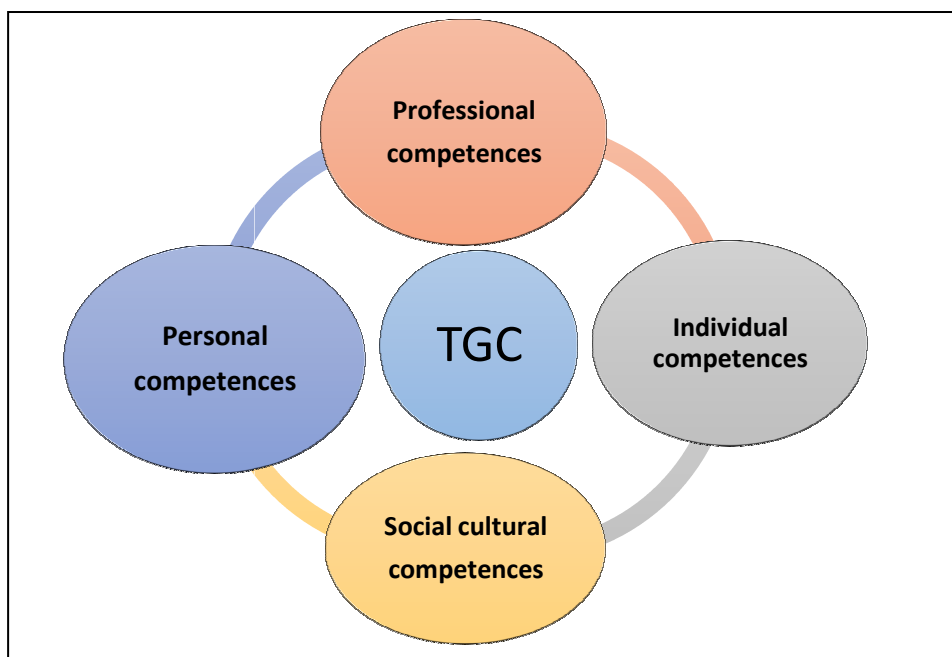 Professional
competences
Personal
competences
TGC
Individual
competences
Social cultural
competences